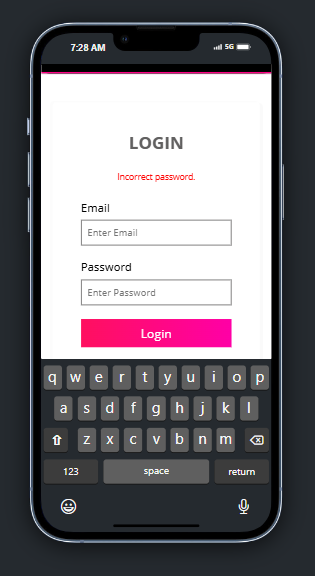 7:28 AM 5G
LOGIN
Incorrect password.
Email
Enter Email
Password
Enter Password
Login
q w e r t y u i o p
a s d f g h j k l
z x c v b n m
123 space return